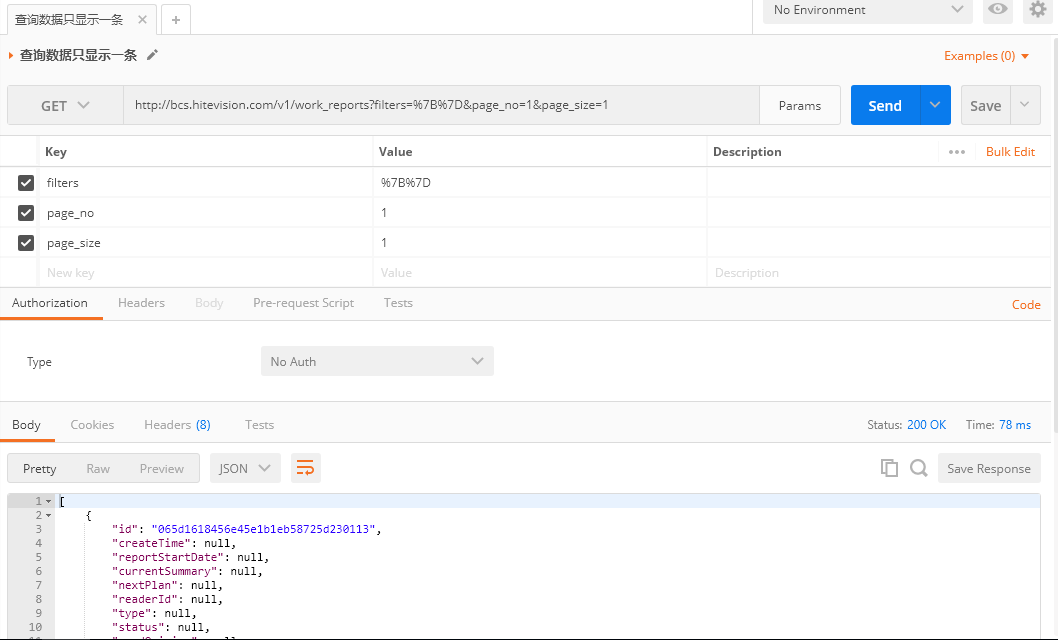 查询数据只显示一条
No Environment
查询数据只显示一条
Examples (0)
GET http://bcs.hitevision.com/v1/work_reports?filters=%7B%7D&page_no=1&page_size=1 Params Send Save
Key Value Description Bulk Edit
filters %7B%7D
page_no 1
page_size 1
New key Value Description
Authorization Headers Body Pre-request Script Tests Code
Type No Auth
Body Cookies Headers (8) Tests Status: 200 OK Time: 78 ms
Pretty Raw Preview JSON Save Response
1 [
2 {
3 "id": "065d1618456e45e1b1eb58725d230113",
4 "createTime": null,
5 "reportStartDate": null,
6 "currentSummary": null,
7 "nextPlan": null,
8 "readerId": null,
9 "type": null,
10 "status": null,